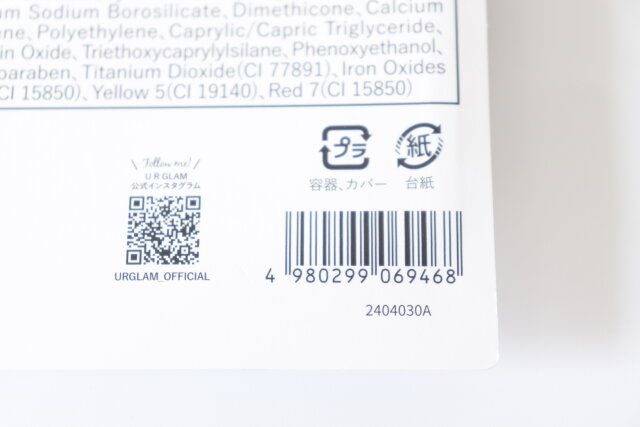 m Sodium Borosilicate, Dimethicone, Calcium
ne、Polyethylene、Caprylic/Capric Triglyceride、
in Oxide、Triethoxycaprylylsilane、Phenoxyethanol、
paraben、Titanium Dioxide(CI 77891)、Iron Oxides
CI 15850)、Yellow 5(CI 19140)、Red 7(CI 15850)
プラ
紙
容器、カバー
台紙
Follow me!
U R GLAM
公式インスタグラム
URGLAM_OFFICIAL
4 980299 069468
2404030A